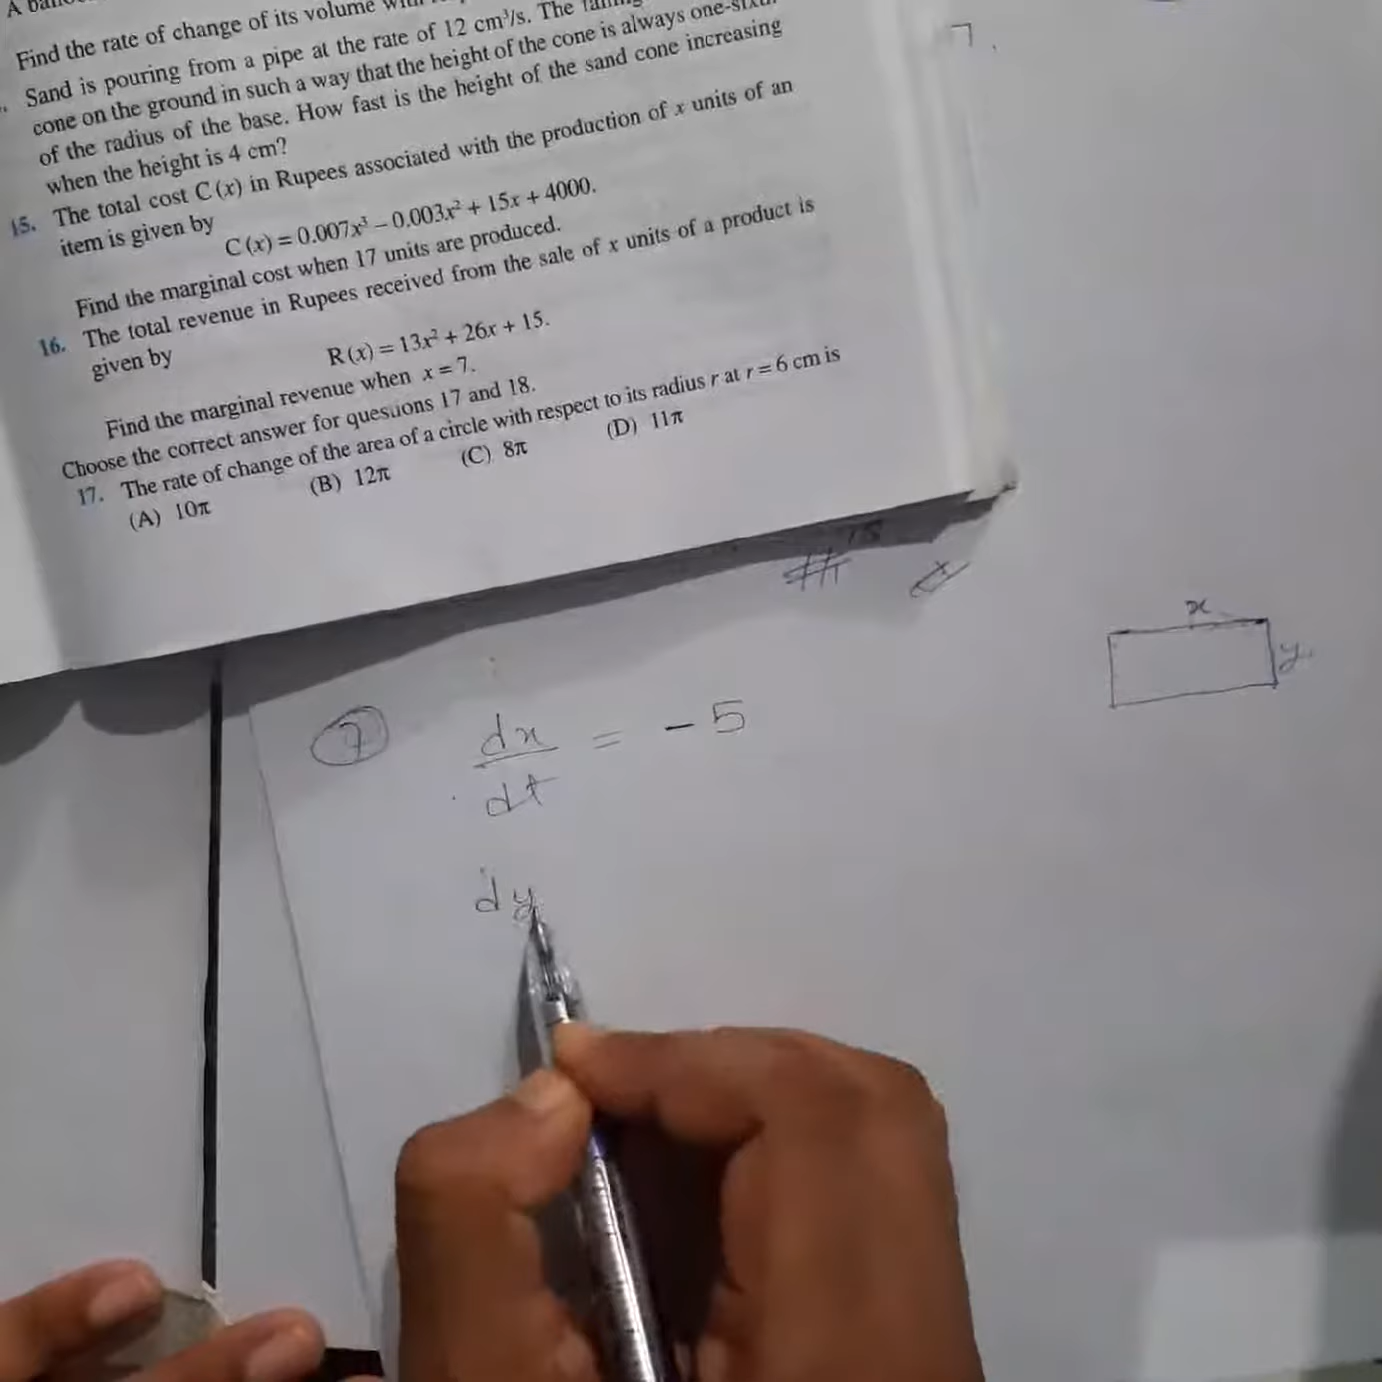 Find the rate of change of its volume
Sand is pouring from a pipe at the rate of 12 cm³/s. The
cone on the ground in such a way that the height of the cone is always one-sixth
of the radius of the base. How fast is the height of the sand cone increasing
when the height is 4 cm?
15. The total cost C (x) in Rupees associated with the production of x units of an
item is given by
C (x) = 0.007x³ – 0.003x² + 15x + 4000.
Find the marginal cost when 17 units are produced.
16. The total revenue in Rupees received from the sale of x units of a product is
given by
R (x) = 13x² + 26x + 15.
Find the marginal revenue when x = 7.
Choose the correct answer for questions 17 and 18.
17. The rate of change of the area of a circle with respect to its radius r at r = 6 cm is
(A) 10π (B) 12π (C) 8π (D) 11π
7.
x
y
7 dx/dt = - 5
dy